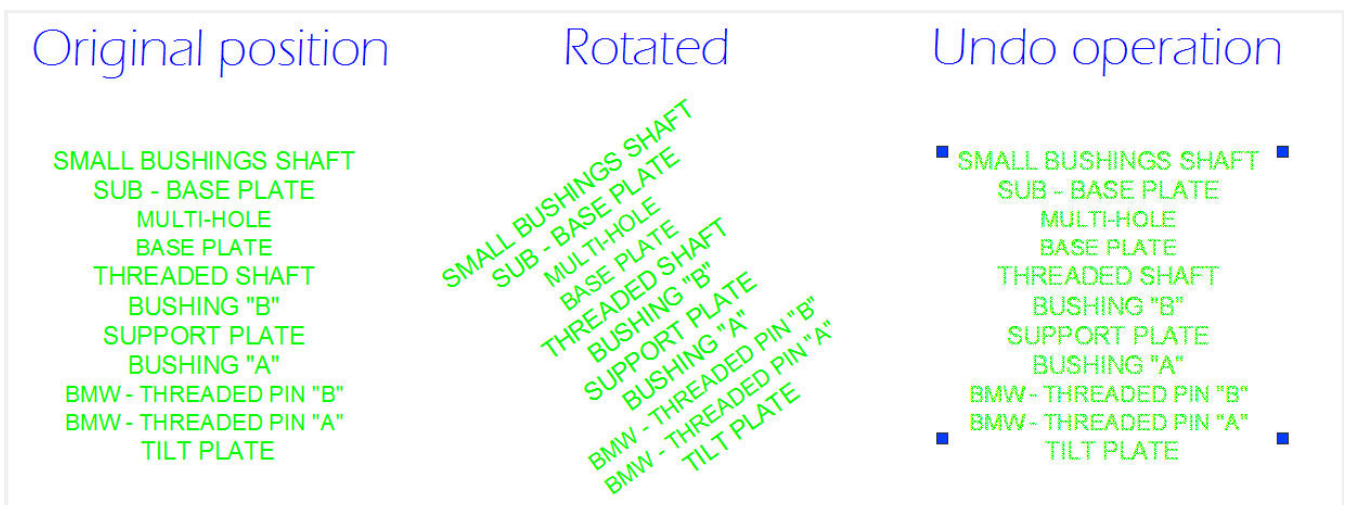 Original position
SMALL BUSHINGS SHAFT
SUB - BASE PLATE
MULTI-HOLE
BASE PLATE
THREADED SHAFT
BUSHING "B"
SUPPORT PLATE
BUSHING "A"
BMW - THREADED PIN "B"
BMW - THREADED PIN "A"
TILT PLATE
Rotated
SMALL BUSHINGS SHAFT
SUB - BASE PLATE
MULTI-HOLE
BASE PLATE
THREADED SHAFT
BUSHING "B"
SUPPORT PLATE
BUSHING "A"
BMW - THREADED PIN "B"
BMW - THREADED PIN "A"
TILT PLATE
Undo operation
SMALL BUSHINGS SHAFT
SUB - BASE PLATE
MULTI-HOLE
BASE PLATE
THREADED SHAFT
BUSHING "B"
SUPPORT PLATE
BUSHING "A"
BMW - THREADED PIN "B"
BMW - THREADED PIN "A"
TILT PLATE